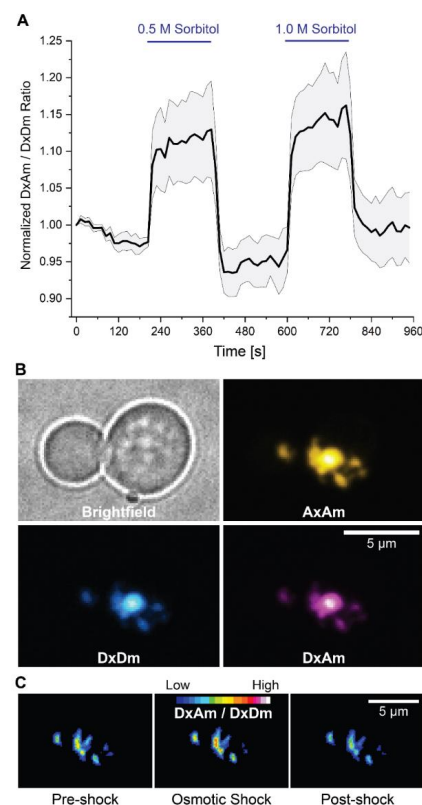 A
0.5 M Sorbitol 1.0 M Sorbitol
Normalized DxAm / DxDm Ratio
1.25
1.20
1.15
1.10
1.05
1.00
0.95
0.90
0 120 240 360 480 600 720 840 960
Time [s]
B
Brightfield AxAm
5 µm
DxDm DxAm
C
Low High
DxAm / DxDm
5 µm
Pre-shock Osmotic Shock Post-shock